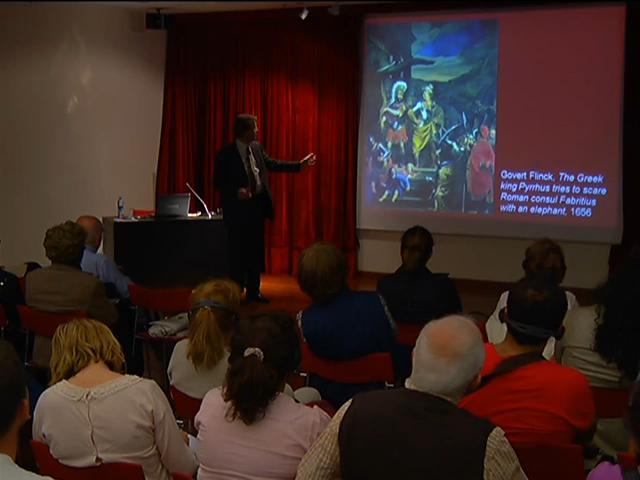 Govert Flinck, The Greek
king Pyrrhus tries to scare
Roman consul Fabritius
with an elephant, 1656